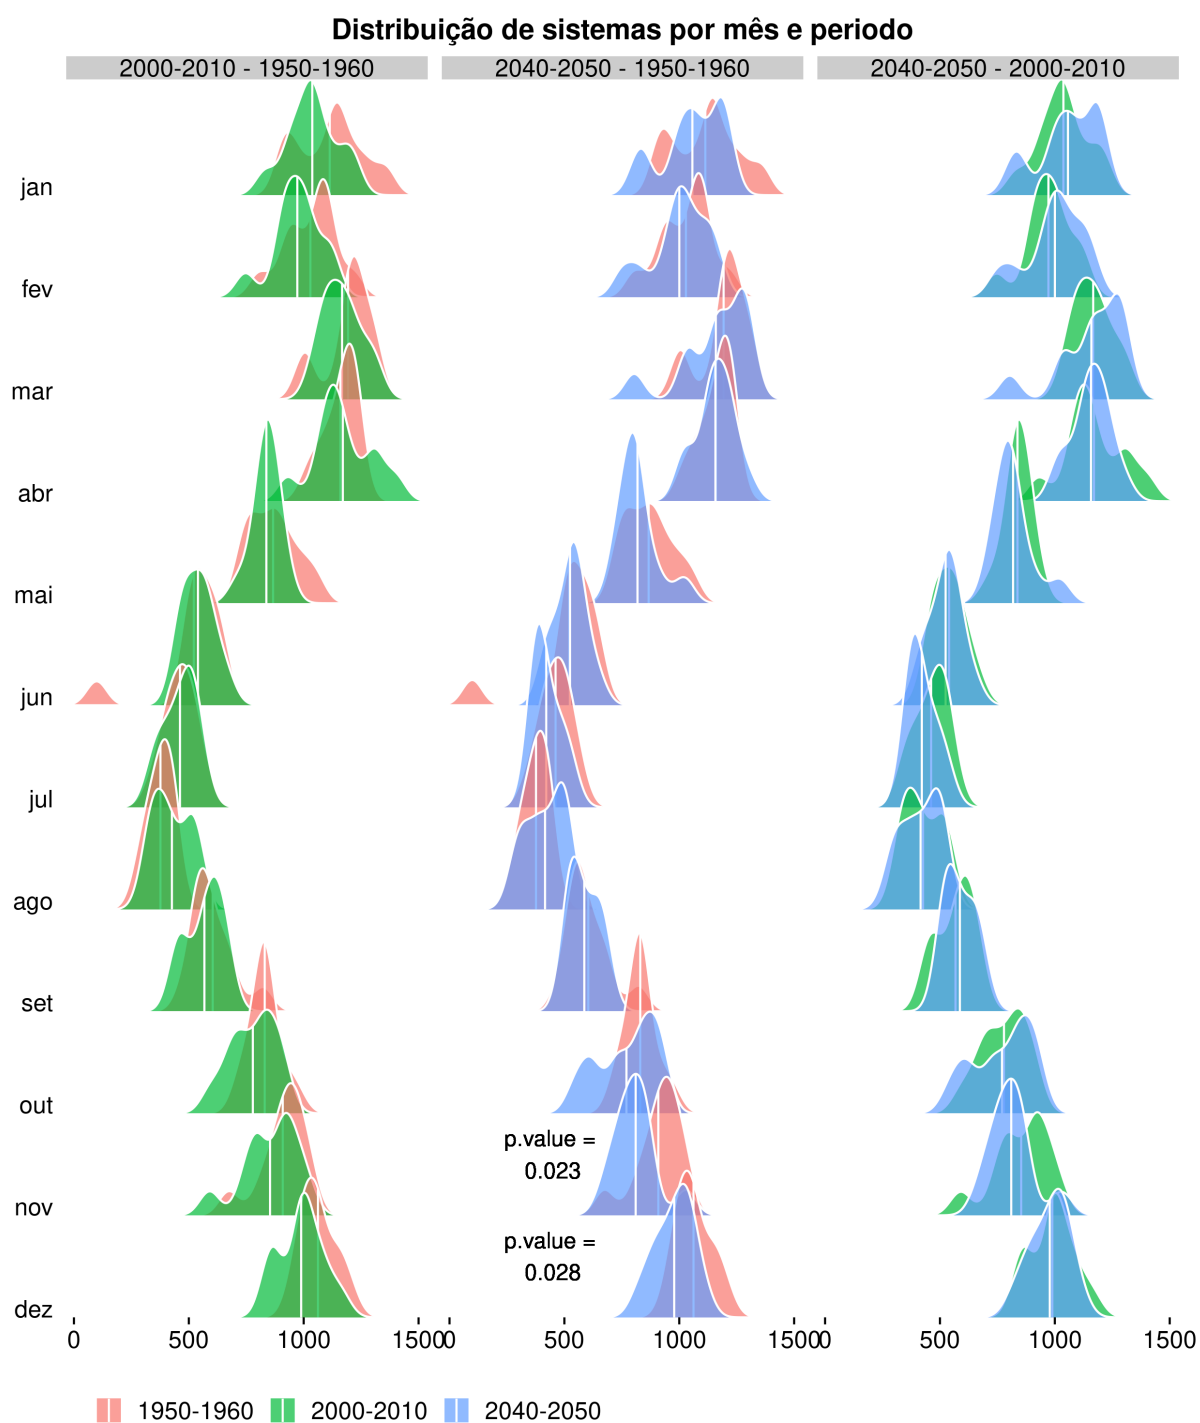 Distribuição de sistemas por mês e periodo
2000-2010 - 1950-1960 2040-2050 - 1950-1960 2040-2050 - 2000-2010
jan
fev
mar
abr
mai
jun
jul
ago
set
out
p.value =
0.023
nov
p.value =
0.028
dez
0 500 1000 1500 0 500 1000 1500 0 500 1000 1500
1950-1960 2000-2010 2040-2050